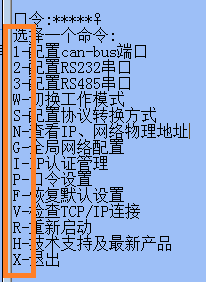 口令:*****♀
选择一个命令:
1-配置can-bus端口
2-配置RS232串口
3-配置RS485串口
W-切换工作模式
S-配置协议转换方式
N-查看IP、网络物理地址
G-全局网络配置
I-IP认证管理
P-口令设置
F-恢复默认设置
V-检查TCP/IP连接
R-重新启动
H-技术支持及最新产品
X-退出